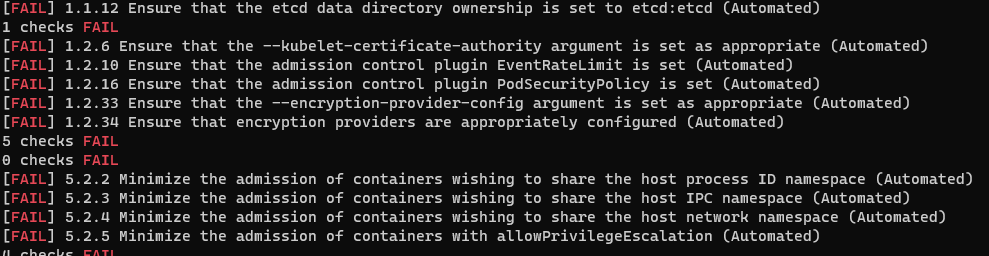 [FAIL] 1.1.12 Ensure that the etcd data directory ownership is set to etcd:etcd (Automated)
1 checks FAIL
[FAIL] 1.2.6 Ensure that the --kubelet-certificate-authority argument is set as appropriate (Automated)
[FAIL] 1.2.10 Ensure that the admission control plugin EventRateLimit is set (Automated)
[FAIL] 1.2.16 Ensure that the admission control plugin PodSecurityPolicy is set (Automated)
[FAIL] 1.2.33 Ensure that the --encryption-provider-config argument is set as appropriate (Automated)
[FAIL] 1.2.34 Ensure that encryption providers are appropriately configured (Automated)
5 checks FAIL
0 checks FAIL
[FAIL] 5.2.2 Minimize the admission of containers wishing to share the host process ID namespace (Automated)
[FAIL] 5.2.3 Minimize the admission of containers wishing to share the host IPC namespace (Automated)
[FAIL] 5.2.4 Minimize the admission of containers wishing to share the host network namespace (Automated)
[FAIL] 5.2.5 Minimize the admission of containers with allowPrivilegeEscalation (Automated)
4 checks FAIL